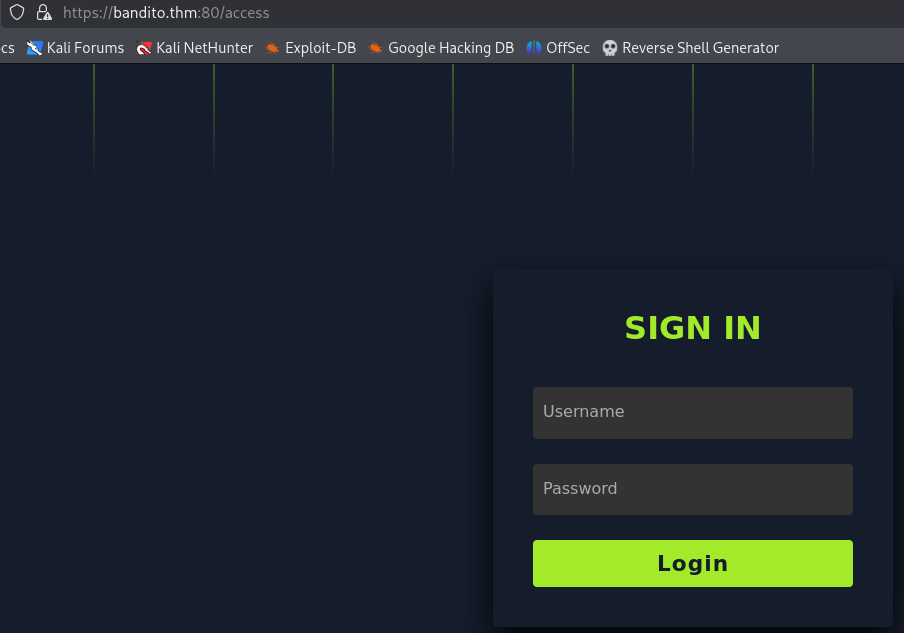 https://bandito.thm:80/access
cs Kali Forums Kali NetHunter Exploit-DB Google Hacking DB OffSec Reverse Shell Generator
SIGN IN
Username
Password
Login